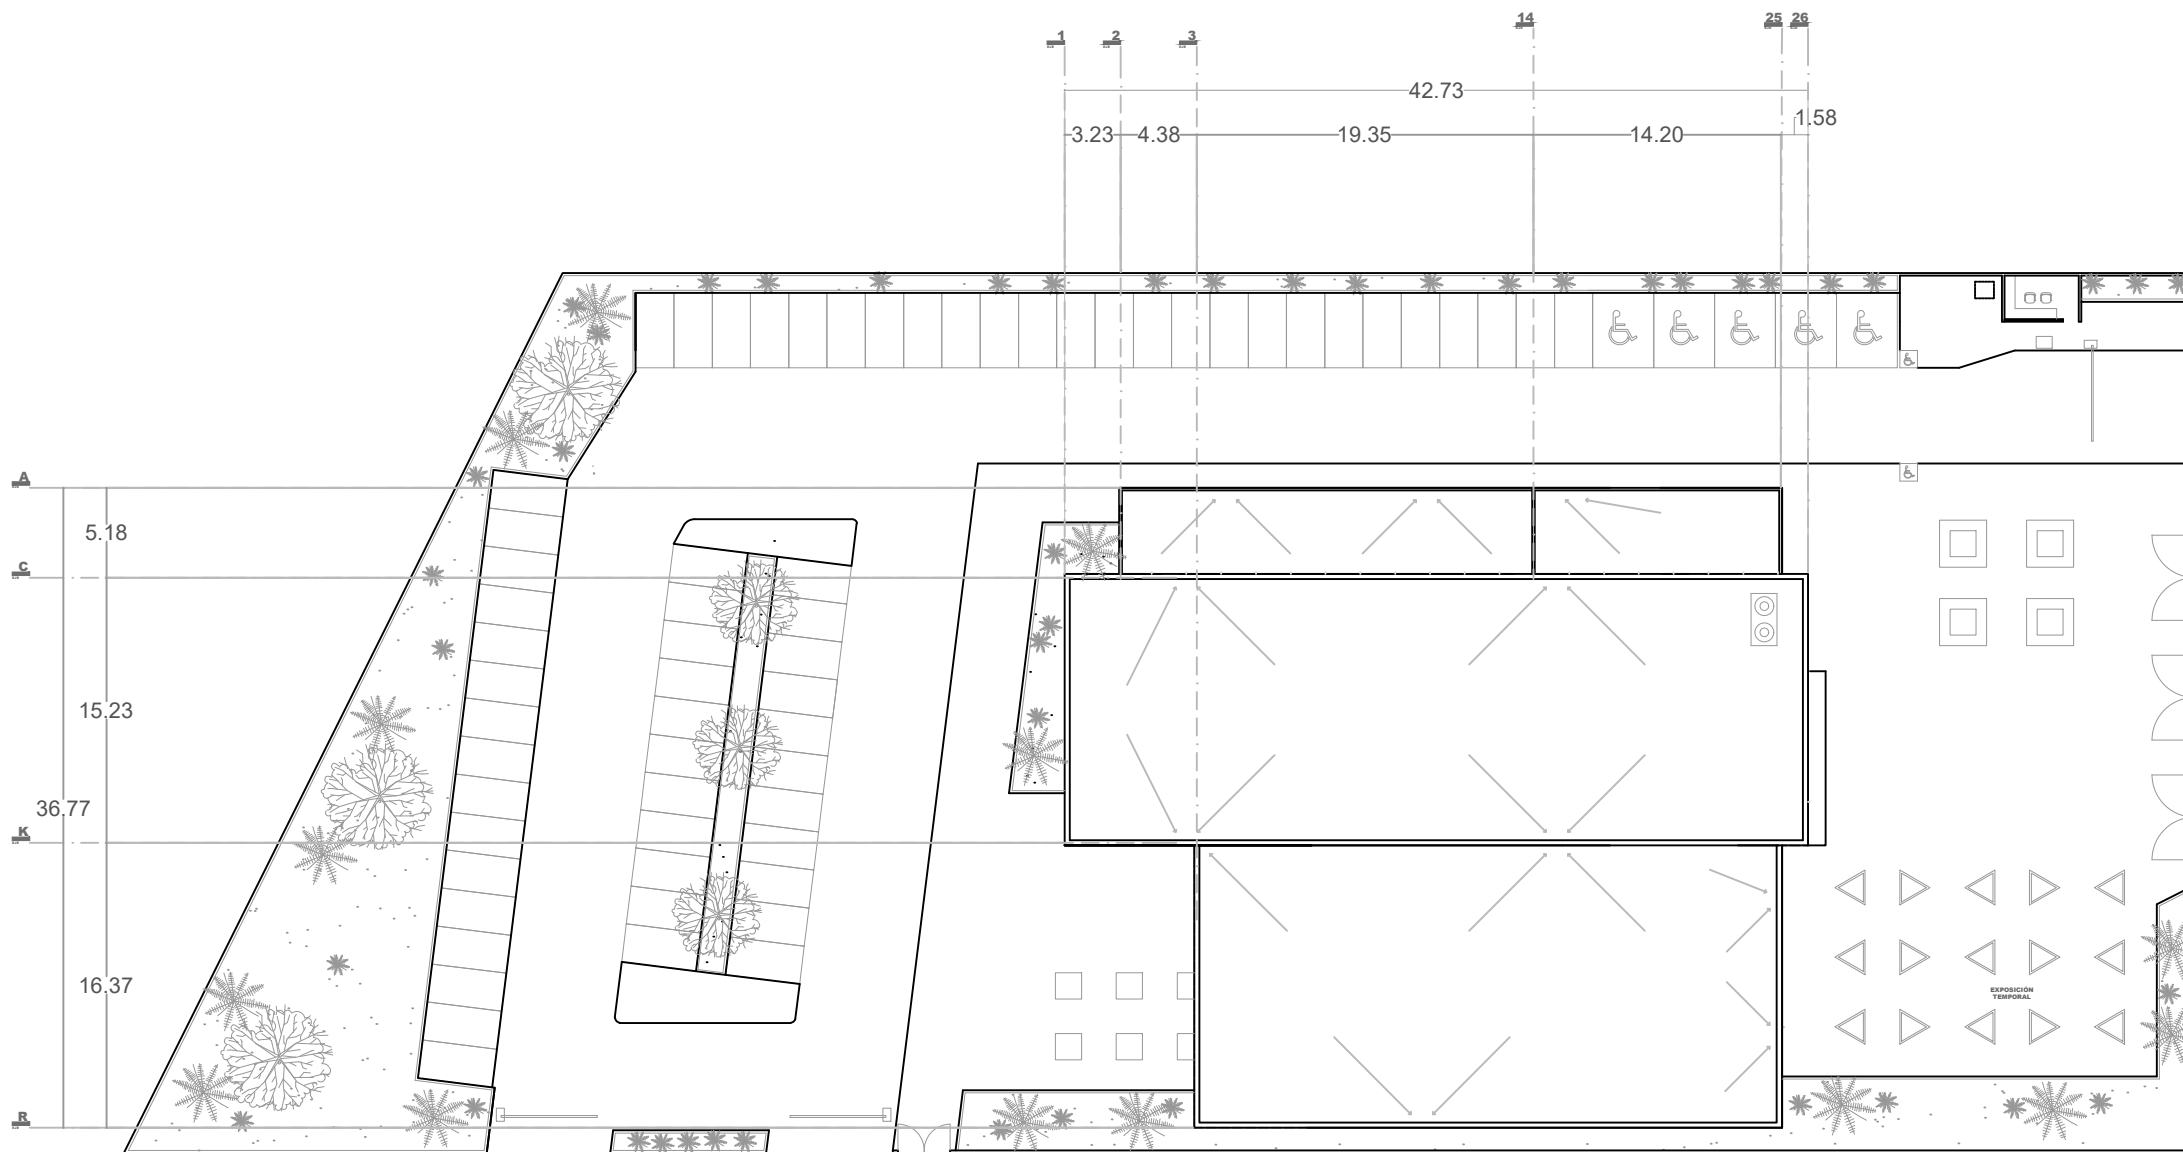 1 2 3 14 25 26
42.73
1.58
3.23 4.38 19.35 14.20
A
5.18
C
15.23
36.77
K
16.37
R
EXPOSICIÓN
TEMPORAL